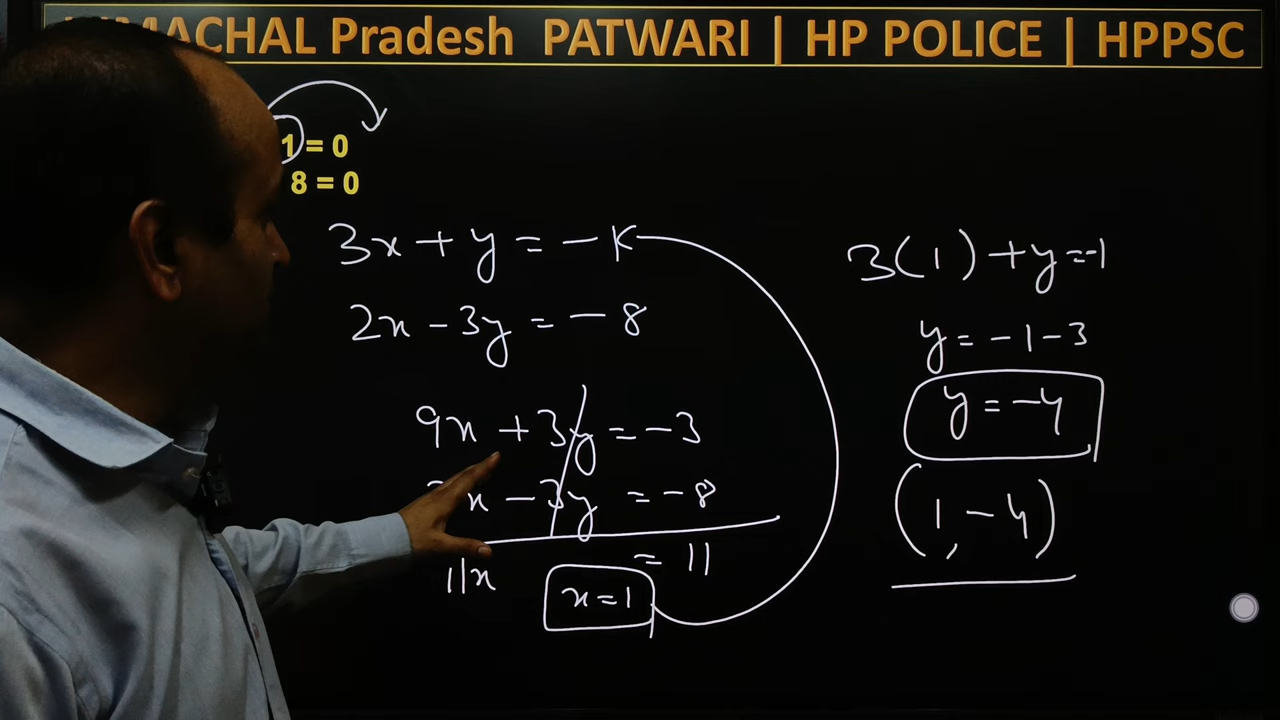 MACHAL Pradesh PATWARI | HP POLICE | HPPSC
1 = 0
8 = 0
3x + y = - K
2x - 3y = - 8
9x + 3y = - 3
x - 3y = - 8
11x = 11
x = 1
3(1) + y = -1
y = - 1 - 3
y = - 4
(1, - 4)